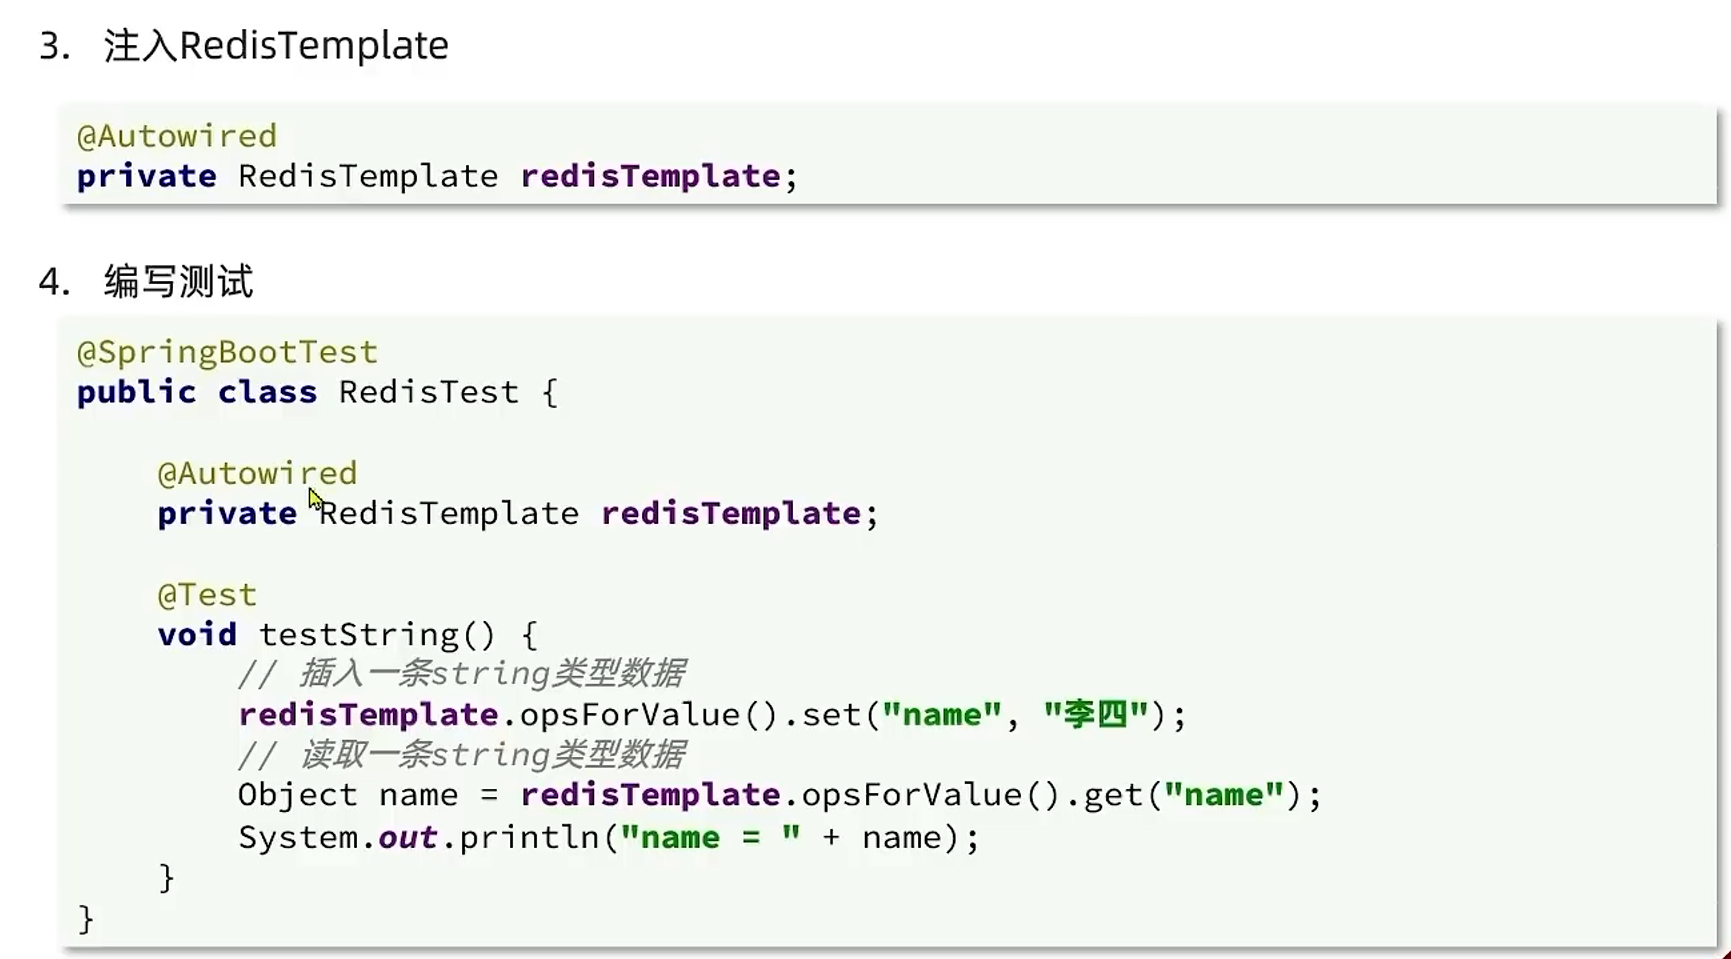 3. 注入RedisTemplate
@Autowired
private RedisTemplate redisTemplate;
4. 编写测试
@SpringBootTest
public class RedisTest {
@Autowired
private RedisTemplate redisTemplate;
@Test
void testString() {
// 插入一条string类型数据
redisTemplate.opsForValue().set("name", "李四");
// 读取一条string类型数据
Object name = redisTemplate.opsForValue().get("name");
System.out.println("name = " + name);
}
}